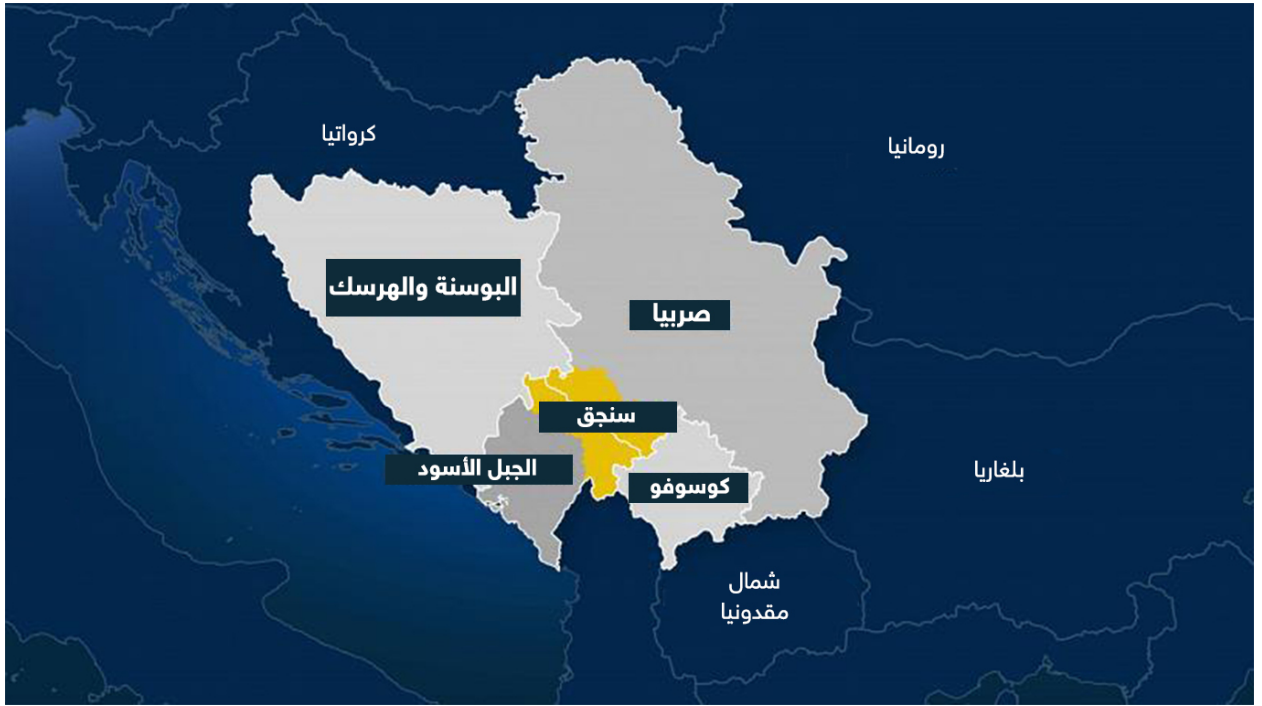 كرواتيا
رومانيا
البوسنة والهرسك
صربيا
سنجق
الجبل الأسود
كوسوفو
بلغاريا
شمال
مقدونيا